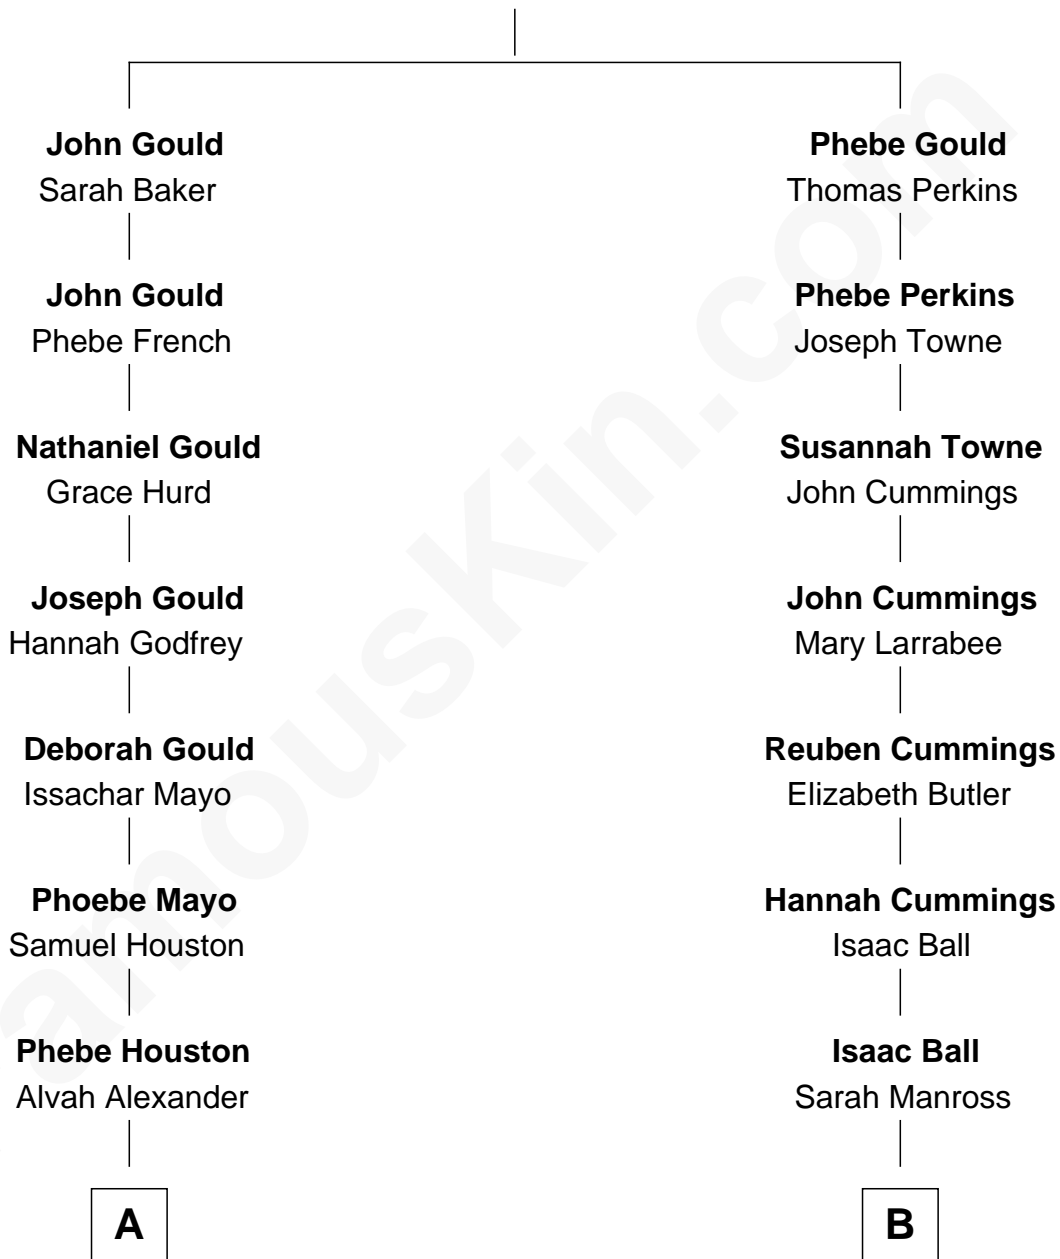 John Gould
Sarah Baker
Phebe Gould
Thomas Perkins
John Gould
Phebe French
Phebe Perkins
Joseph Towne
Nathaniel Gould
Grace Hurd
Susannah Towne
John Cummings
Joseph Gould
Hannah Godfrey
John Cummings
Mary Larrabee
Deborah Gould
Issachar Mayo
Reuben Cummings
Elizabeth Butler
Phoebe Mayo
Samuel Houston
Hannah Cummings
Isaac Ball
Phebe Houston
Alvah Alexander
Isaac Ball
Sarah Manross
A
B
amousKin.com